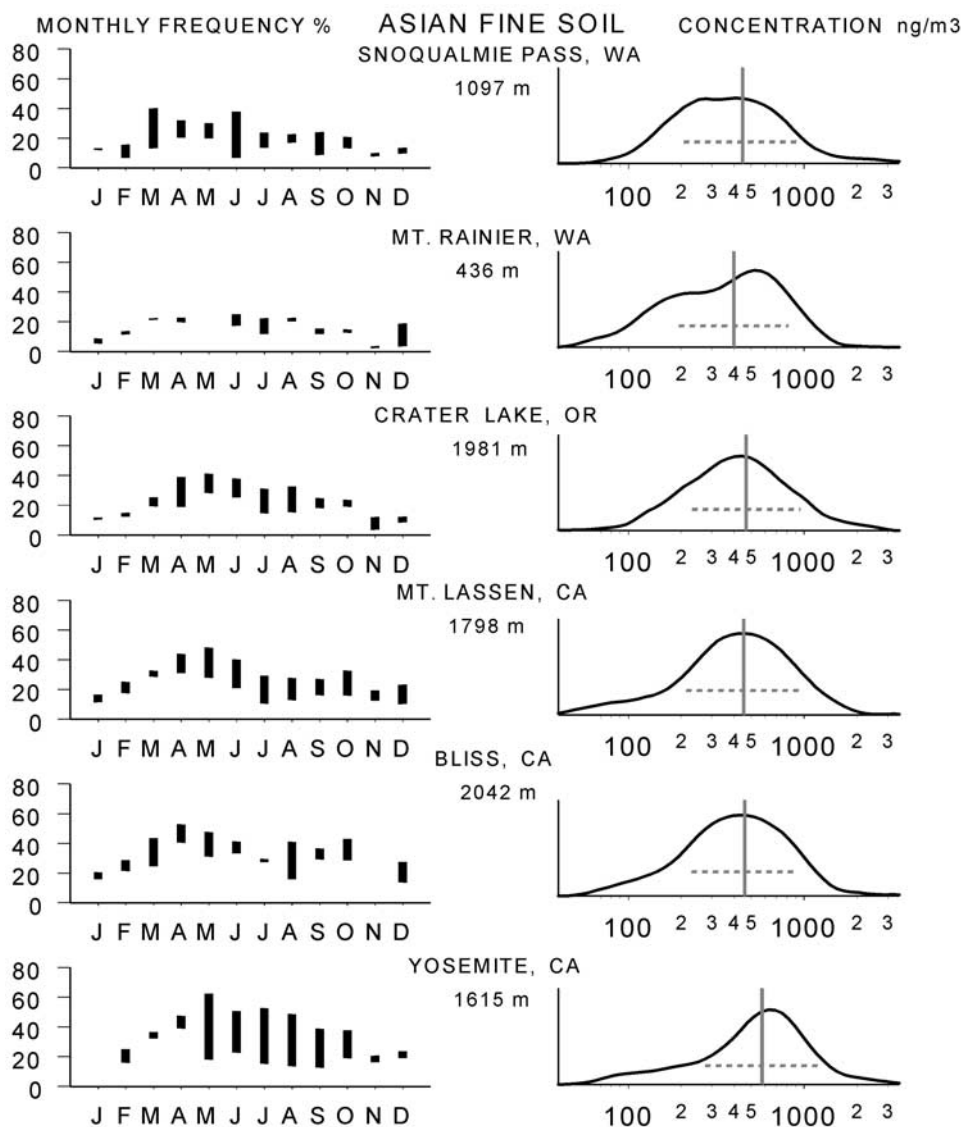 MONTHLY FREQUENCY % ASIAN FINE SOIL CONCENTRATION ng/m3
SNOQUALMIE PASS, WA
1097 m
80
60
40
20
0
J F M A M J J A S O N D
100 2 3 4 5 1000 2 3
MT. RAINIER, WA
436 m
80
60
40
20
0
J F M A M J J A S O N D
100 2 3 4 5 1000 2 3
CRATER LAKE, OR
1981 m
80
60
40
20
0
J F M A M J J A S O N D
100 2 3 4 5 1000 2 3
MT. LASSEN, CA
1798 m
80
60
40
20
0
J F M A M J J A S O N D
100 2 3 4 5 1000 2 3
BLISS, CA
2042 m
80
60
40
20
0
J F M A M J J A S O N D
100 2 3 4 5 1000 2 3
YOSEMITE, CA
1615 m
80
60
40
20
0
J F M A M J J A S O N D
100 2 3 4 5 1000 2 3